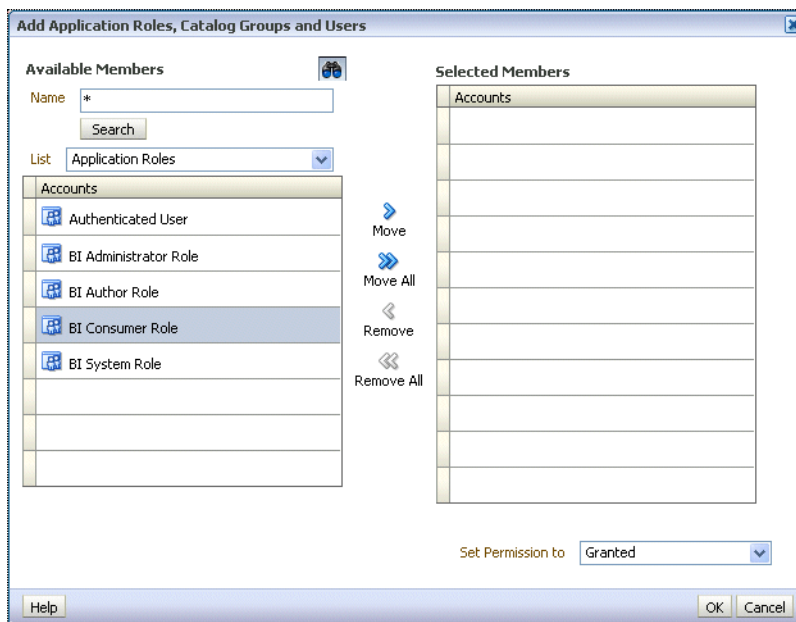 Add Application Roles, Catalog Groups and Users
Available Members
Name *
Search
List Application Roles
Accounts
Authenticated User
BI Administrator Role
BI Author Role
BI Consumer Role
BI System Role
Move
Move All
Remove
Remove All
Selected Members
Accounts
Set Permission to Granted
Help
OK Cancel